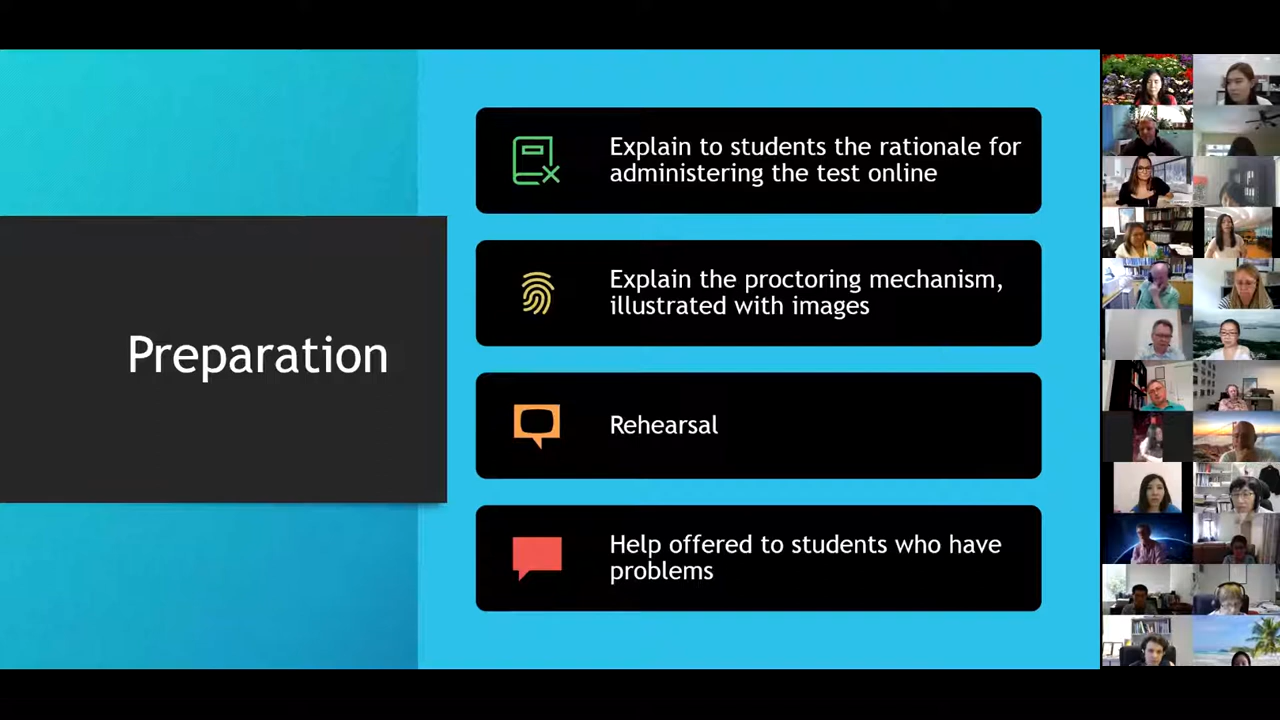 Preparation
Explain to students the rationale for
administering the test online
Explain the proctoring mechanism,
illustrated with images
Rehearsal
Help offered to students who have
problems